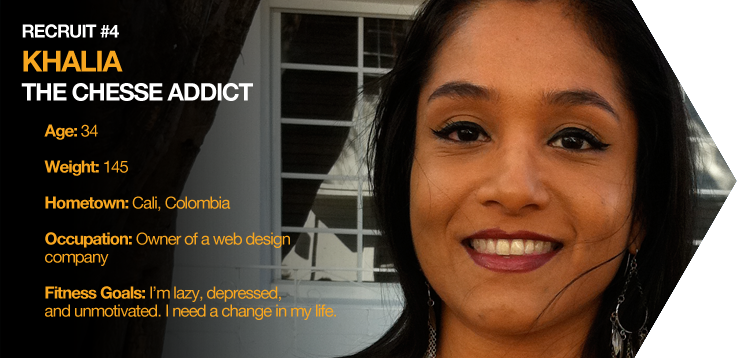 RECRUIT #4
KHALIA
THE CHESSE ADDICT
Age: 34
Weight: 145
Hometown: Cali, Colombia
Occupation: Owner of a web design
company
Fitness Goals: I'm lazy, depressed,
and unmotivated. I need a change in my life.